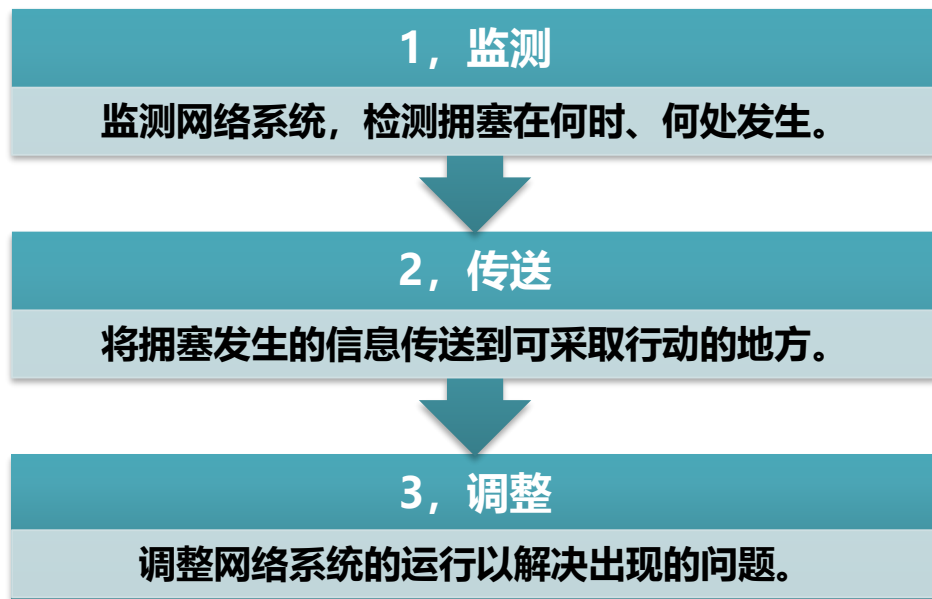 1，监测
监测网络系统，检测拥塞在何时、何处发生。
2，传送
将拥塞发生的信息传送到可采取行动的地方。
3，调整
调整网络系统的运行以解决出现的问题。